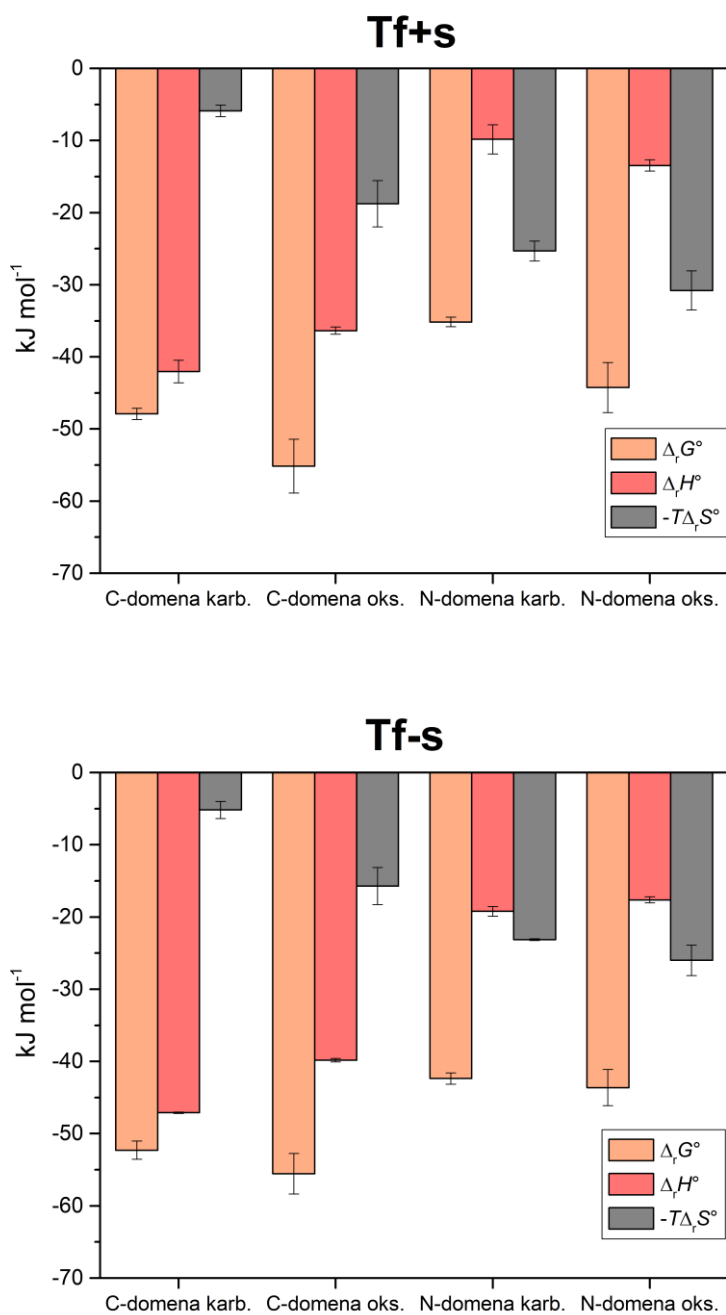 Tf+s
0
-10
-20
-30
-40
-50
-60
-70
kJ mol⁻¹
ΔᵣG°
ΔᵣH°
-TΔᵣS°
C-domena karb. C-domena oks. N-domena karb. N-domena oks.
Tf-s
0
-10
-20
-30
-40
-50
-60
-70
kJ mol⁻¹
ΔᵣG°
ΔᵣH°
-TΔᵣS°
C-domena karb. C-domena oks. N-domena karb. N-domena oks.